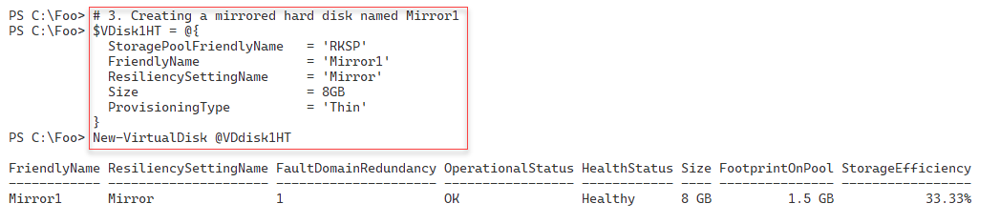 PS C:\Foo> # 3. Creating a mirrored hard disk named Mirror1
PS C:\Foo> $VDisk1HT = @{
  StoragePoolFriendlyName   = 'RKSP'
  FriendlyName              = 'Mirror1'
  ResiliencySettingName     = 'Mirror'
  Size                      = 8GB
  ProvisioningType          = 'Thin'
}
PS C:\Foo> New-VirtualDisk @VDdisk1HT
FriendlyName ResiliencySettingName FaultDomainRedundancy OperationalStatus HealthStatus Size FootprintOnPool StorageEfficiency
------------ --------------------- --------------------- ----------------- ------------ ---- --------------- -----------------
Mirror1      Mirror                1                     OK                Healthy      8 GB          1.5 GB            33.33%